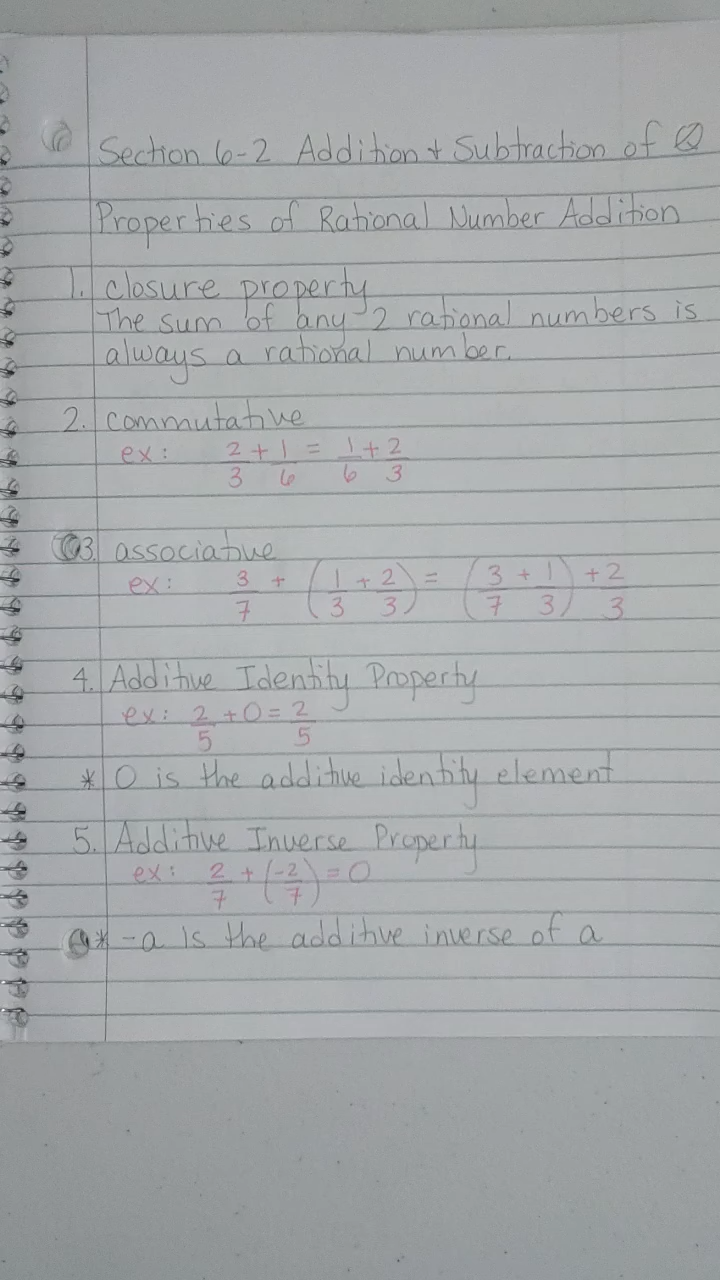 Section 6-2 Addition + Subtraction of ℚ
Properties of Rational Number Addition
1. closure property
The sum of any 2 rational numbers is
always a rational number.
2. commutative
ex: 2/3 + 1/6 = 1/6 + 2/3
3. associative
ex: 3/7 + (1/3 + 2/3) = (3/7 + 1/3) + 2/3
4. Additive Identity Property
ex: 2/5 + 0 = 2/5
* 0 is the additive identity element
5. Additive Inverse Property
ex: 2/7 + (-2/7) = 0
* -a is the additive inverse of a